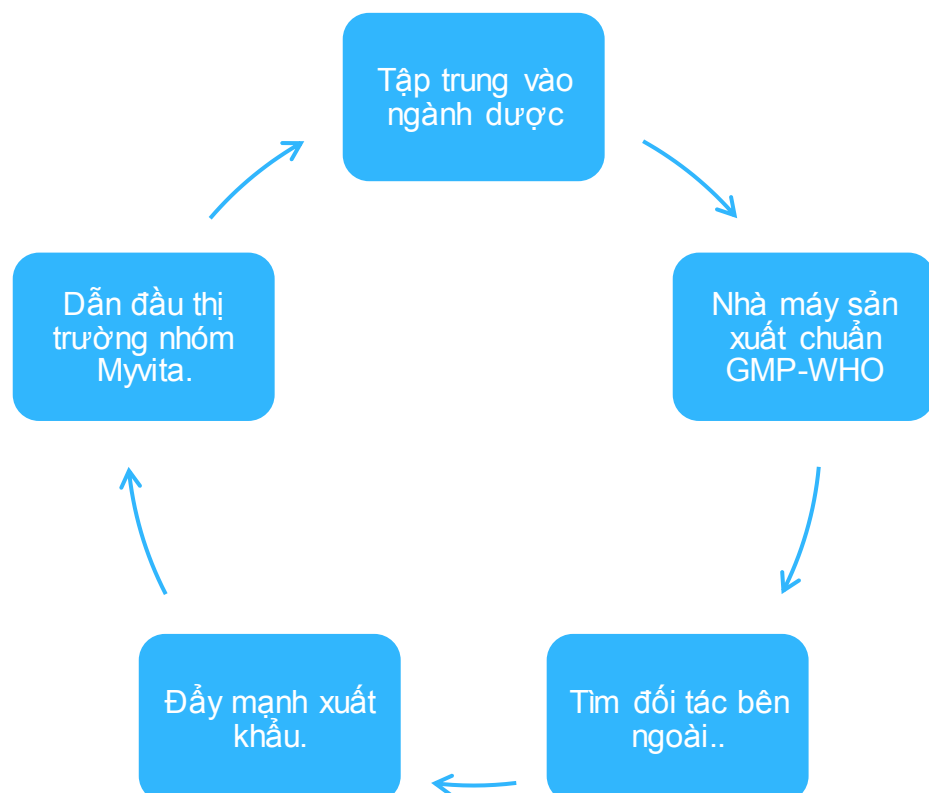 Tập trung vào
ngành dược
Nhà máy sản
xuất chuẩn
GMP-WHO
Tìm đối tác bên
ngoài..
Đẩy mạnh xuất
khẩu.
Dẫn đầu thị
trường nhóm
Myvita.